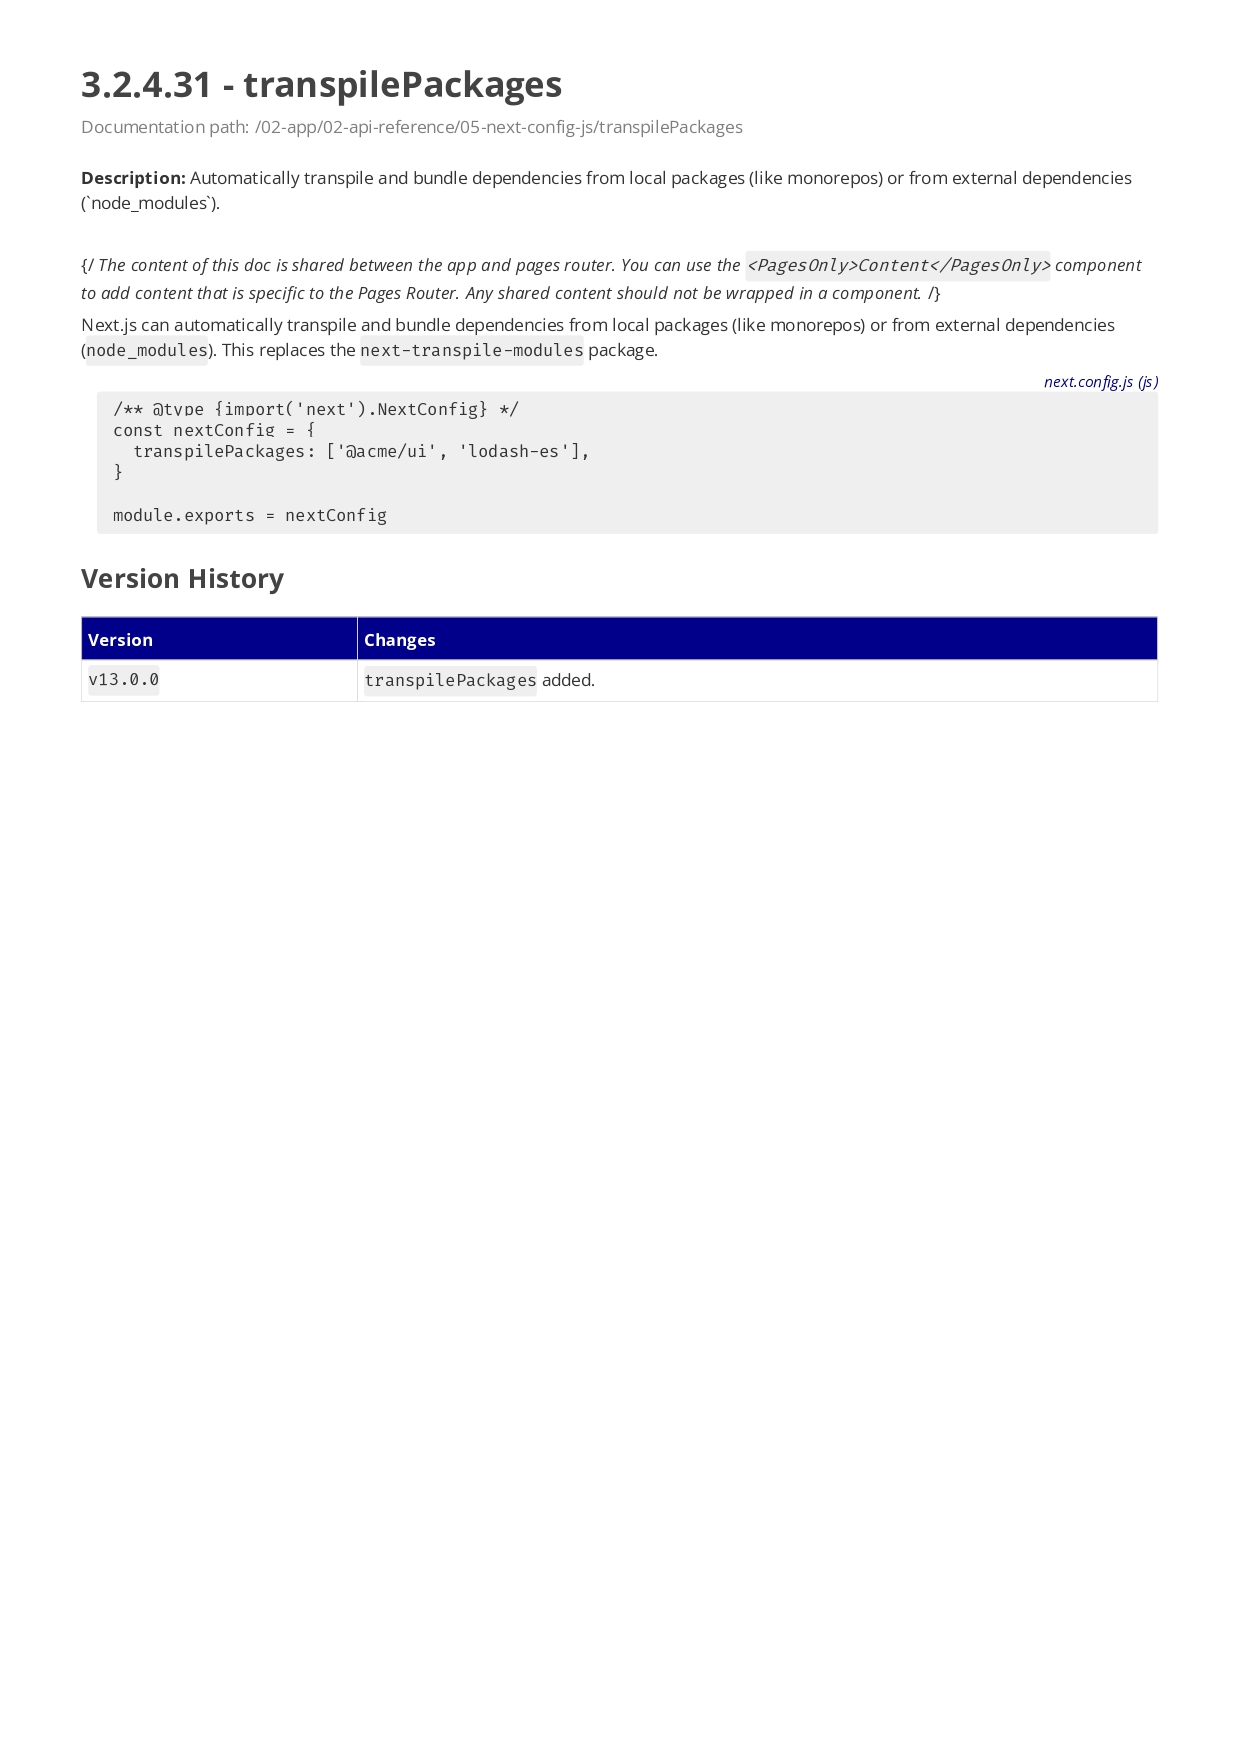 3.2.4.31 - transpilePackages
Documentation path: /02-app/02-api-reference/05-next-config-js/transpilePackages
Description: Automatically transpile and bundle dependencies from local packages (like monorepos) or from external dependencies
(`node_modules`).
{/ The content of this doc is shared between the app and pages router. You can use the <PagesOnly>Content</PagesOnly> component
to add content that is specific to the Pages Router. Any shared content should not be wrapped in a component. /}
Next.js can automatically transpile and bundle dependencies from local packages (like monorepos) or from external dependencies
(node_modules). This replaces the next-transpile-modules package.
next.config.js (js)
/** @type {import('next').NextConfig} */
const nextConfig = {
  transpilePackages: ['@acme/ui', 'lodash-es'],
}
module.exports = nextConfig
Version History
Version Changes
v13.0.0 transpilePackages added.